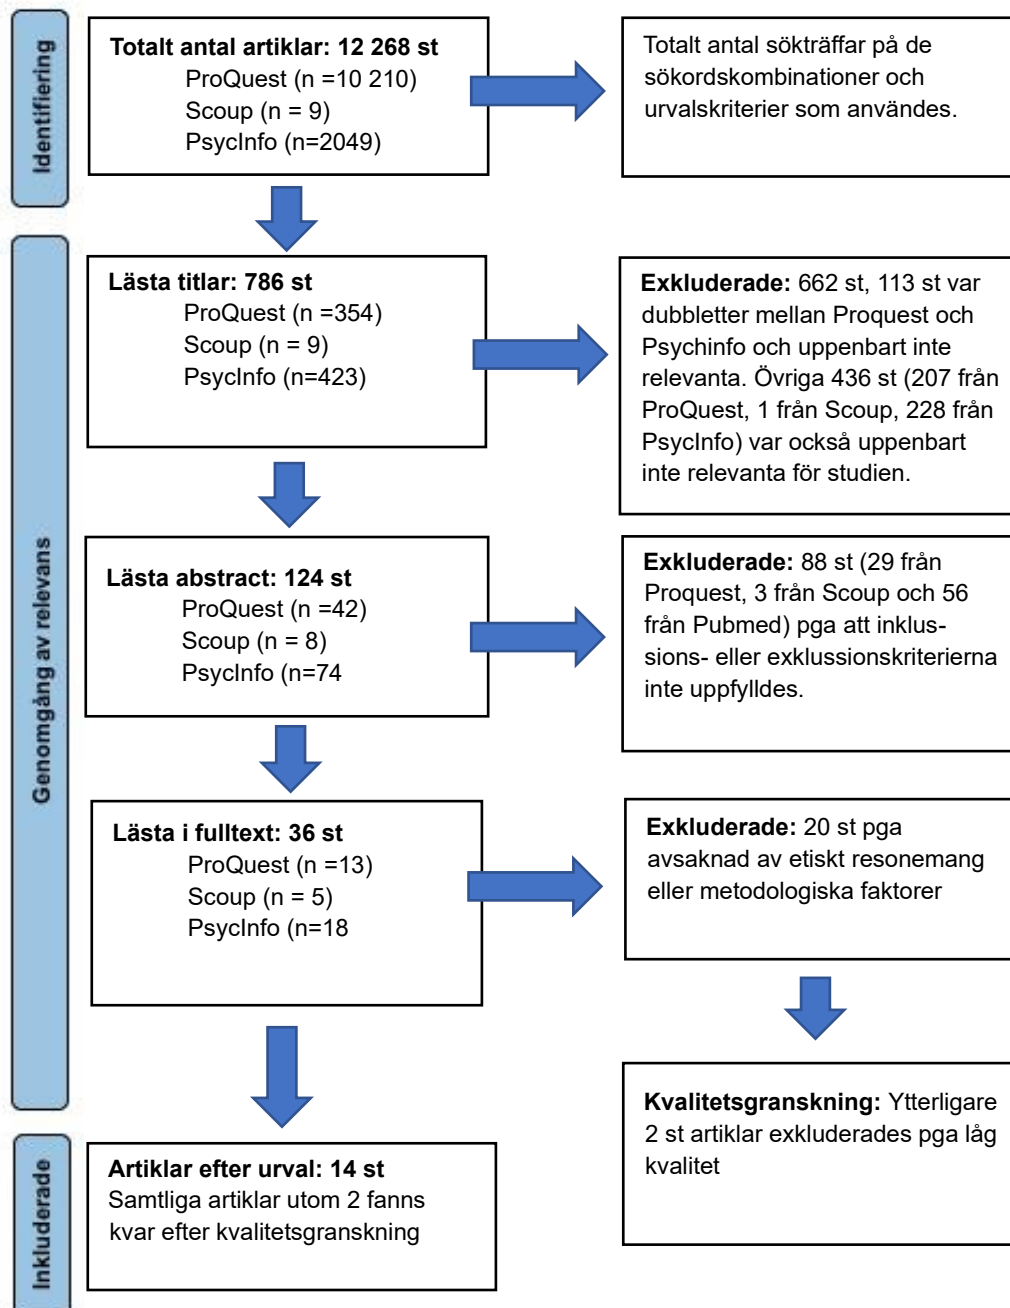 Identifiering
Totalt antal artiklar: 12 268 st
ProQuest (n =10 210)
Scoup (n = 9)
PsycInfo (n=2049)
Totalt antal sökträffar på de
sökordskombinationer och
urvalskriterier som användes.
Genomgång av relevans
Lästa titlar: 786 st
ProQuest (n =354)
Scoup (n = 9)
PsycInfo (n=423)
Exkluderade: 662 st, 113 st var
dubbletter mellan Proquest och
Psychinfo och uppenbart inte
relevanta. Övriga 436 st (207 från
ProQuest, 1 från Scoup, 228 från
PsycInfo) var också uppenbart
inte relevanta för studien.
Lästa abstract: 124 st
ProQuest (n =42)
Scoup (n = 8)
PsycInfo (n=74
Exkluderade: 88 st (29 från
Proquest, 3 från Scoup och 56
från Pubmed) pga att inklus-
sions- eller exklussionskriterierna
inte uppfylldes.
Lästa i fulltext: 36 st
ProQuest (n =13)
Scoup (n = 5)
PsycInfo (n=18
Exkluderade: 20 st pga
avsaknad av etiskt resonemang
eller metodologiska faktorer
Kvalitetsgranskning: Ytterligare
2 st artiklar exkluderades pga låg
kvalitet
Inkluderade
Artiklar efter urval: 14 st
Samtliga artiklar utom 2 fanns
kvar efter kvalitetsgranskning